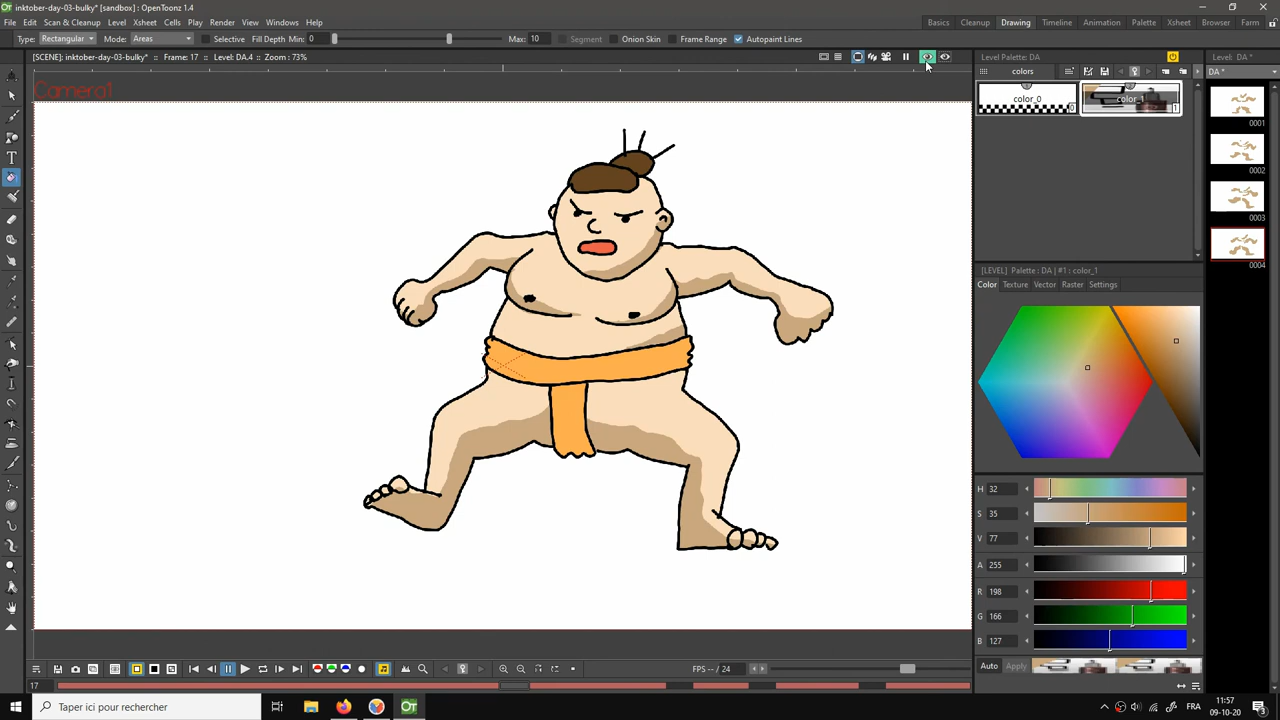 inktober-day-03-bulky* [sandbox] : OpenToonz 1.4
File Edit Scan & Cleanup Level Xsheet Cells Play Render View Windows Help
Basics Cleanup Drawing Timeline Animation Palette Xsheet Browser Farm
Type: Rectangular Mode: Areas Selective Fill Depth Min: 0 Max: 10 Segment Onion Skin Frame Range Autopaint Lines
[SCENE]: inktober-day-03-bulky* :: Frame: 17 :: Level: DA.4 :: Zoom : 73%
Level Palette: DA
Level: DA*
colors
DA*
Camera1
color_0
0
color_1
1
0001
0002
0003
0004
[LEVEL] Palette : DA | #1 : color_1
Color Texture Vector Raster Settings
H 32
S 35
V 77
A 255
R 198
G 166
B 127
Auto Apply
FPS -- / 24
17
Taper ici pour rechercher
FRA
11:57
09-10-20
3